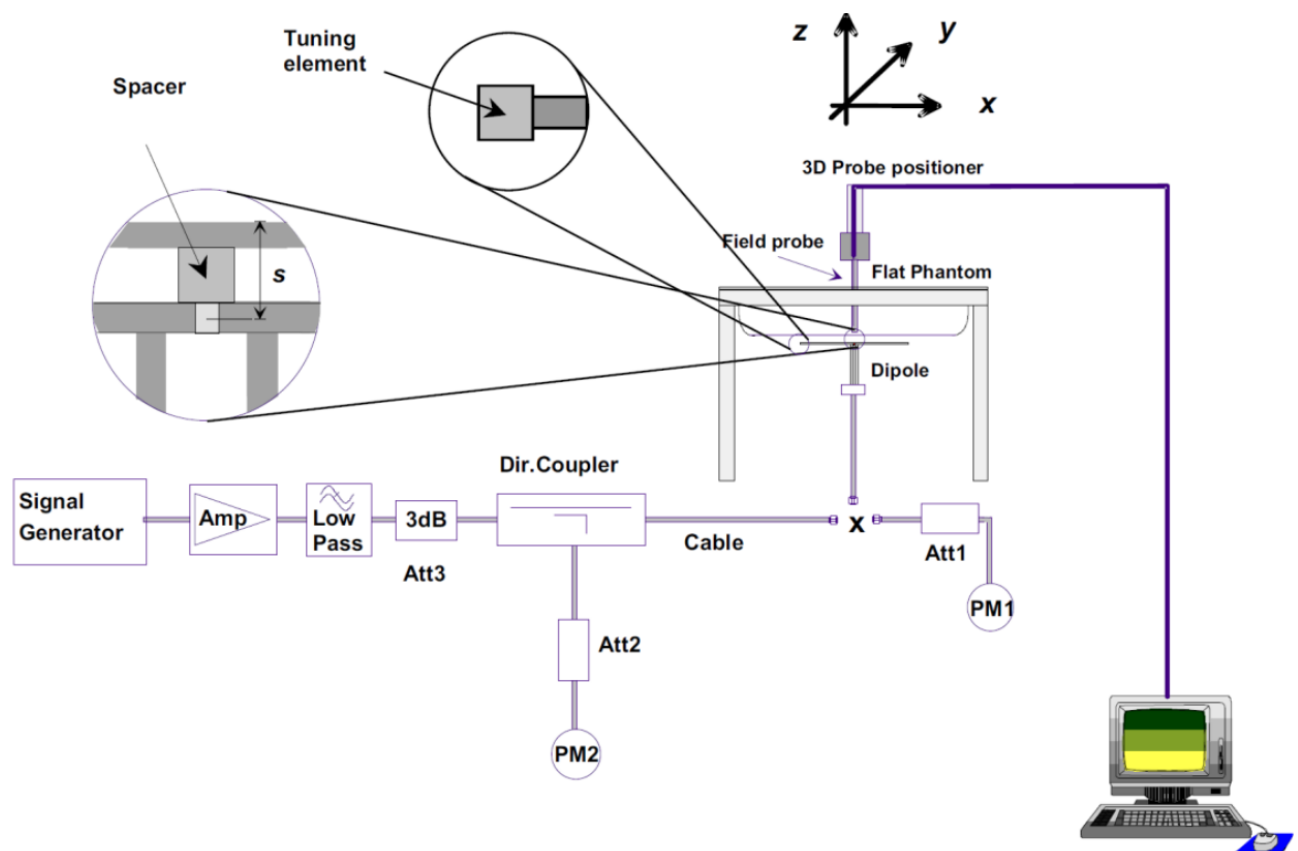 Tuning
element
Spacer
z
y
x
3D Probe positioner
Field probe
Flat Phantom
s
Dipole
Dir.Coupler
Signal
Generator
Amp
Low
Pass
3dB
Att3
Cable
x
Att1
PM1
Att2
PM2